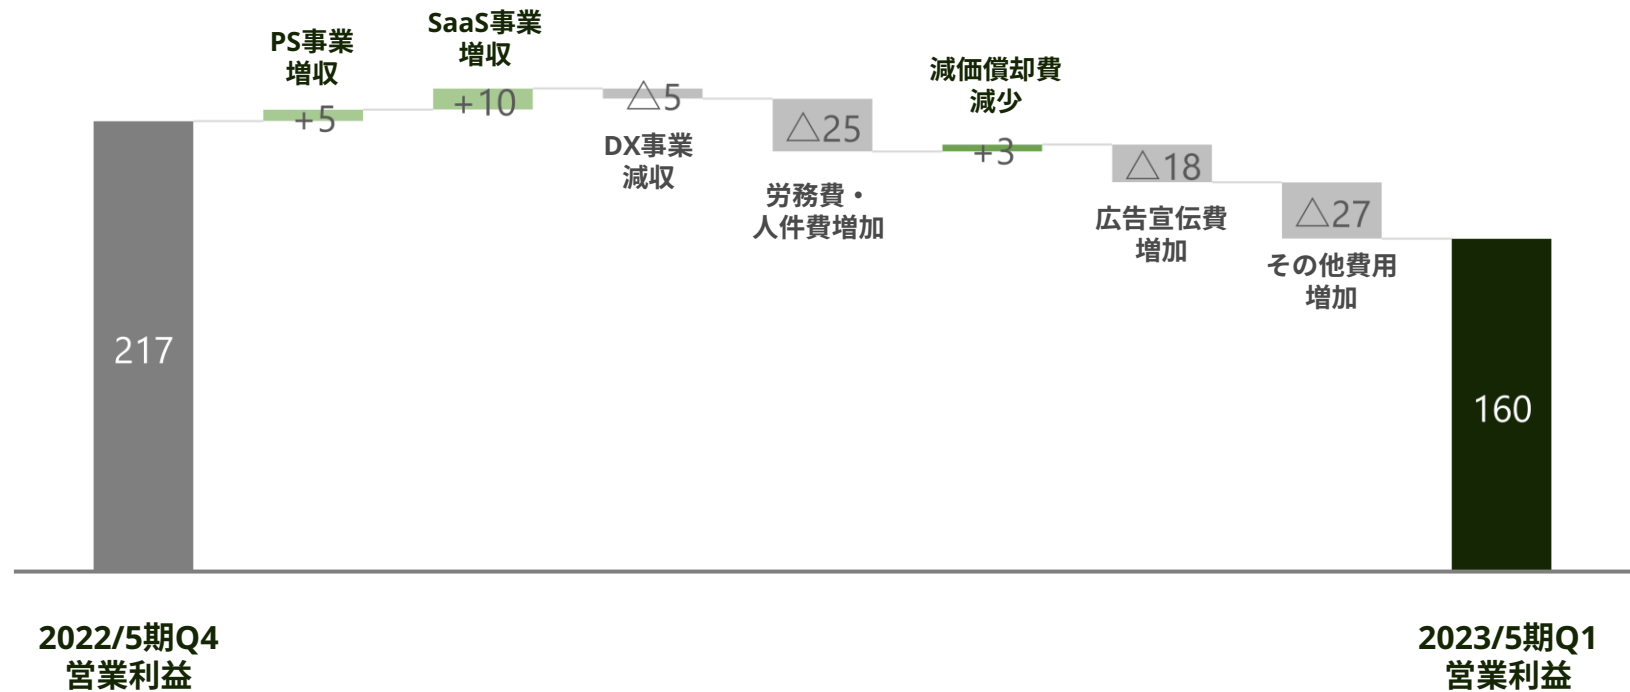 PS事業
増収
+5
SaaS事業
増収
+10
△5
DX事業
減収
△25
労務費・
人件費増加
減価償却費
減少
+3
△18
広告宣伝費
増加
△27
その他費用
増加
217
160
2022/5期Q4
営業利益
2023/5期Q1
営業利益